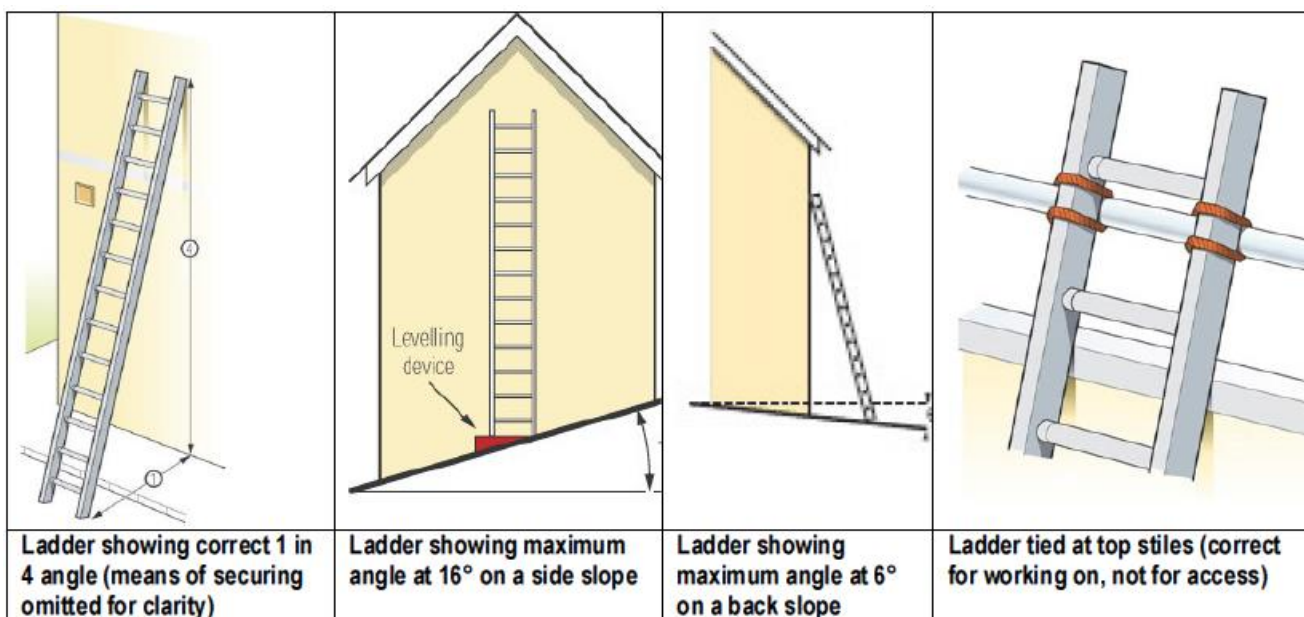 4
1
Levelling
device
Ladder showing correct 1 in
4 angle (means of securing
omitted for clarity)
Ladder showing maximum
angle at 16° on a side slope
Ladder showing
maximum angle at 6°
on a back slope
Ladder tied at top stiles (correct
for working on, not for access)